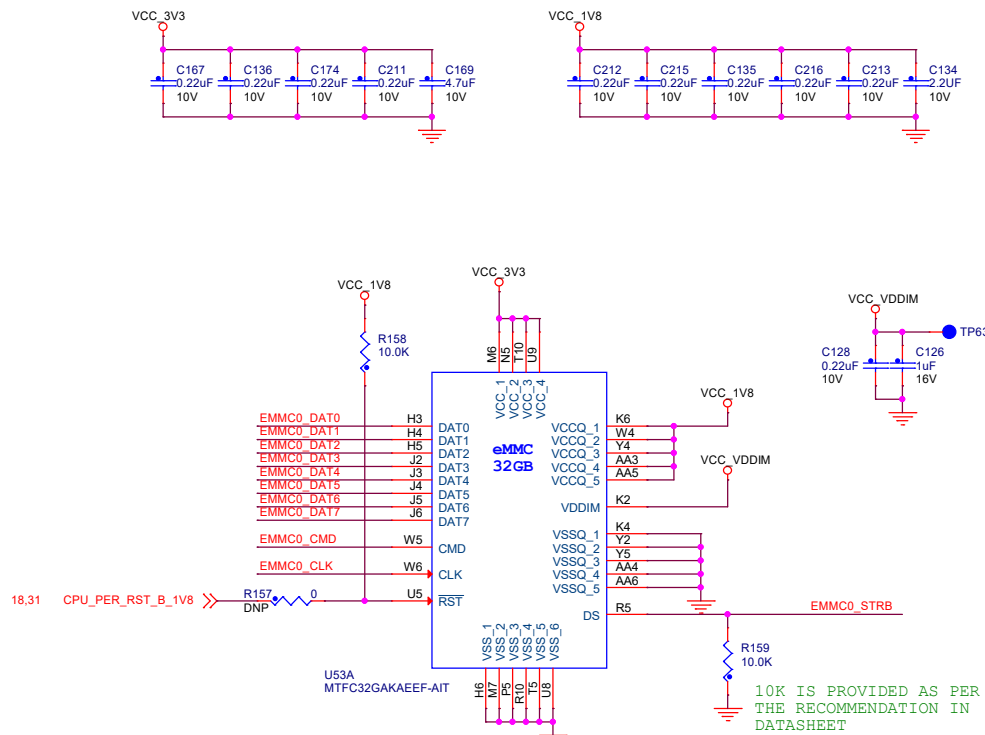 VCC_3V3
VCC_1V8
C167
0.22uF
10V
C136
0.22uF
10V
C174
0.22uF
10V
C211
0.22uF
10V
C169
4.7uF
10V
C212
0.22uF
10V
C215
0.22uF
10V
C135
0.22uF
10V
C216
0.22uF
10V
C213
0.22uF
10V
C134
2.2UF
10V
VCC_3V3
VCC_1V8
R158
10.0K
VCC_VDDIM
TP63
C128
0.22uF
10V
C126
1uF
16V
M6
N5
T10
U9
VCC_1
VCC_2
VCC_3
VCC_4
eMMC
32GB
EMMC0_DAT0 H3 DAT0
EMMC0_DAT1 H4 DAT1
EMMC0_DAT2 H5 DAT2
EMMC0_DAT3 J2 DAT3
EMMC0_DAT4 J3 DAT4
EMMC0_DAT5 J4 DAT5
EMMC0_DAT6 J5 DAT6
EMMC0_DAT7 J6 DAT7
EMMC0_CMD W5 CMD
EMMC0_CLK W6 CLK
18,31 CPU_PER_RST_B_1V8 R157 0 U5 RST
DNP
VCC_1V8
VCCQ_1 K6
VCCQ_2 W4
VCCQ_3 Y4
VCCQ_4 AA3
VCCQ_5 AA5
VCC_VDDIM
VDDIM K2
VSSQ_1 K4
VSSQ_2 Y2
VSSQ_3 Y5
VSSQ_4 AA4
VSSQ_5 AA6
DS R5 EMMC0_STRB
R159
10.0K
VSS_1
VSS_2
VSS_3
VSS_4
VSS_5
VSS_6
H6
M7
P5
R10
T5
U8
U53A
MTFC32GAKAEEF-AIT
10K IS PROVIDED AS PER
THE RECOMMENDATION IN
DATASHEET